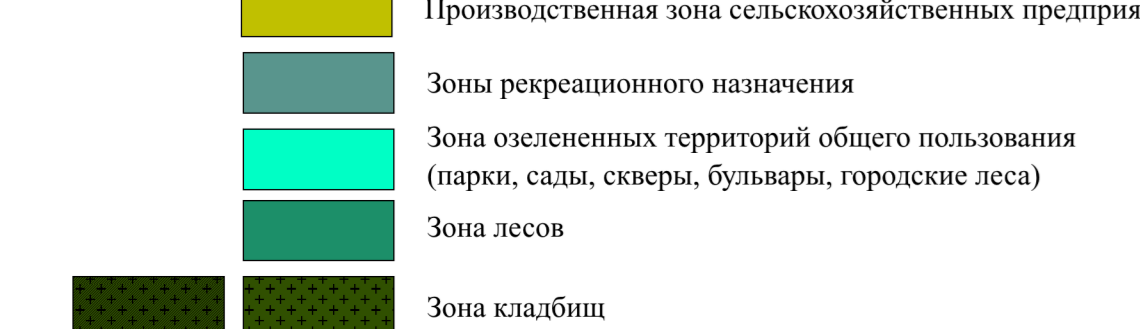 Производственная зона сельскохозяйственных
Зоны рекреационного назначения
Зона озелененных территорий общего пользования
(парки, сады, скверы, бульвары, городские леса)
Зона лесов
Зона кладбищ